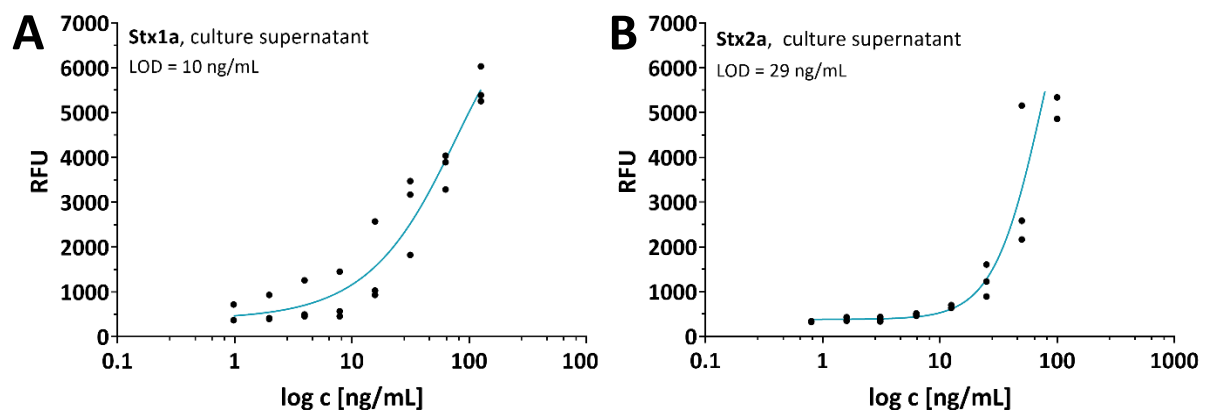 A
Stx1a, culture supernatant
LOD = 10 ng/mL
RFU
7000
6000
5000
4000
3000
2000
1000
0
0.1 1 10 100 1000
log c [ng/mL]
B
Stx2a, culture supernatant
LOD = 29 ng/mL
RFU
7000
6000
5000
4000
3000
2000
1000
0
0.1 1 10 100 1000
log c [ng/mL]